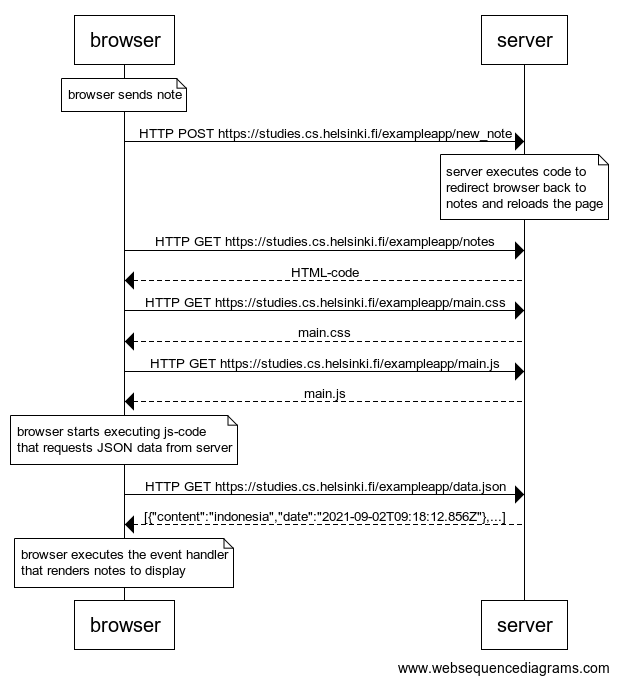 browser
server
browser sends note
HTTP POST https://studies.cs.helsinki.fi/exampleapp/new_note
server executes code to
redirect browser back to
notes and reloads the page
HTTP GET https://studies.cs.helsinki.fi/exampleapp/notes
HTML-code
HTTP GET https://studies.cs.helsinki.fi/exampleapp/main.css
main.css
HTTP GET https://studies.cs.helsinki.fi/exampleapp/main.js
main.js
browser starts executing js-code
that requests JSON data from server
HTTP GET https://studies.cs.helsinki.fi/exampleapp/data.json
[{"content":"indonesia","date":"2021-09-02T09:18:12.856Z"},...]
browser executes the event handler
that renders notes to display
browser
server
www.websequencediagrams.com